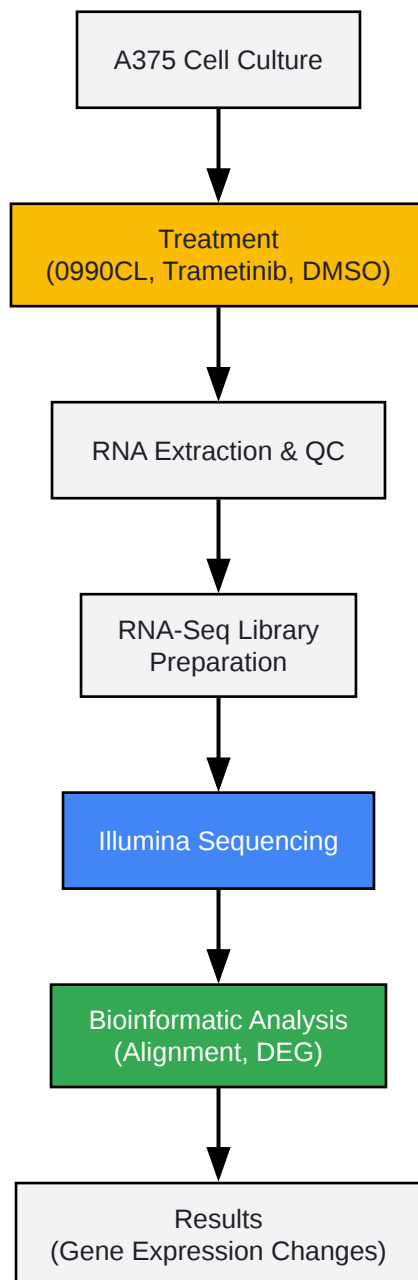 A375 Cell Culture
Treatment
(0990CL, Trametinib, DMSO)
RNA Extraction & QC
RNA-Seq Library
Preparation
Illumina Sequencing
Bioinformatic Analysis
(Alignment, DEG)
Results
(Gene Expression Changes)